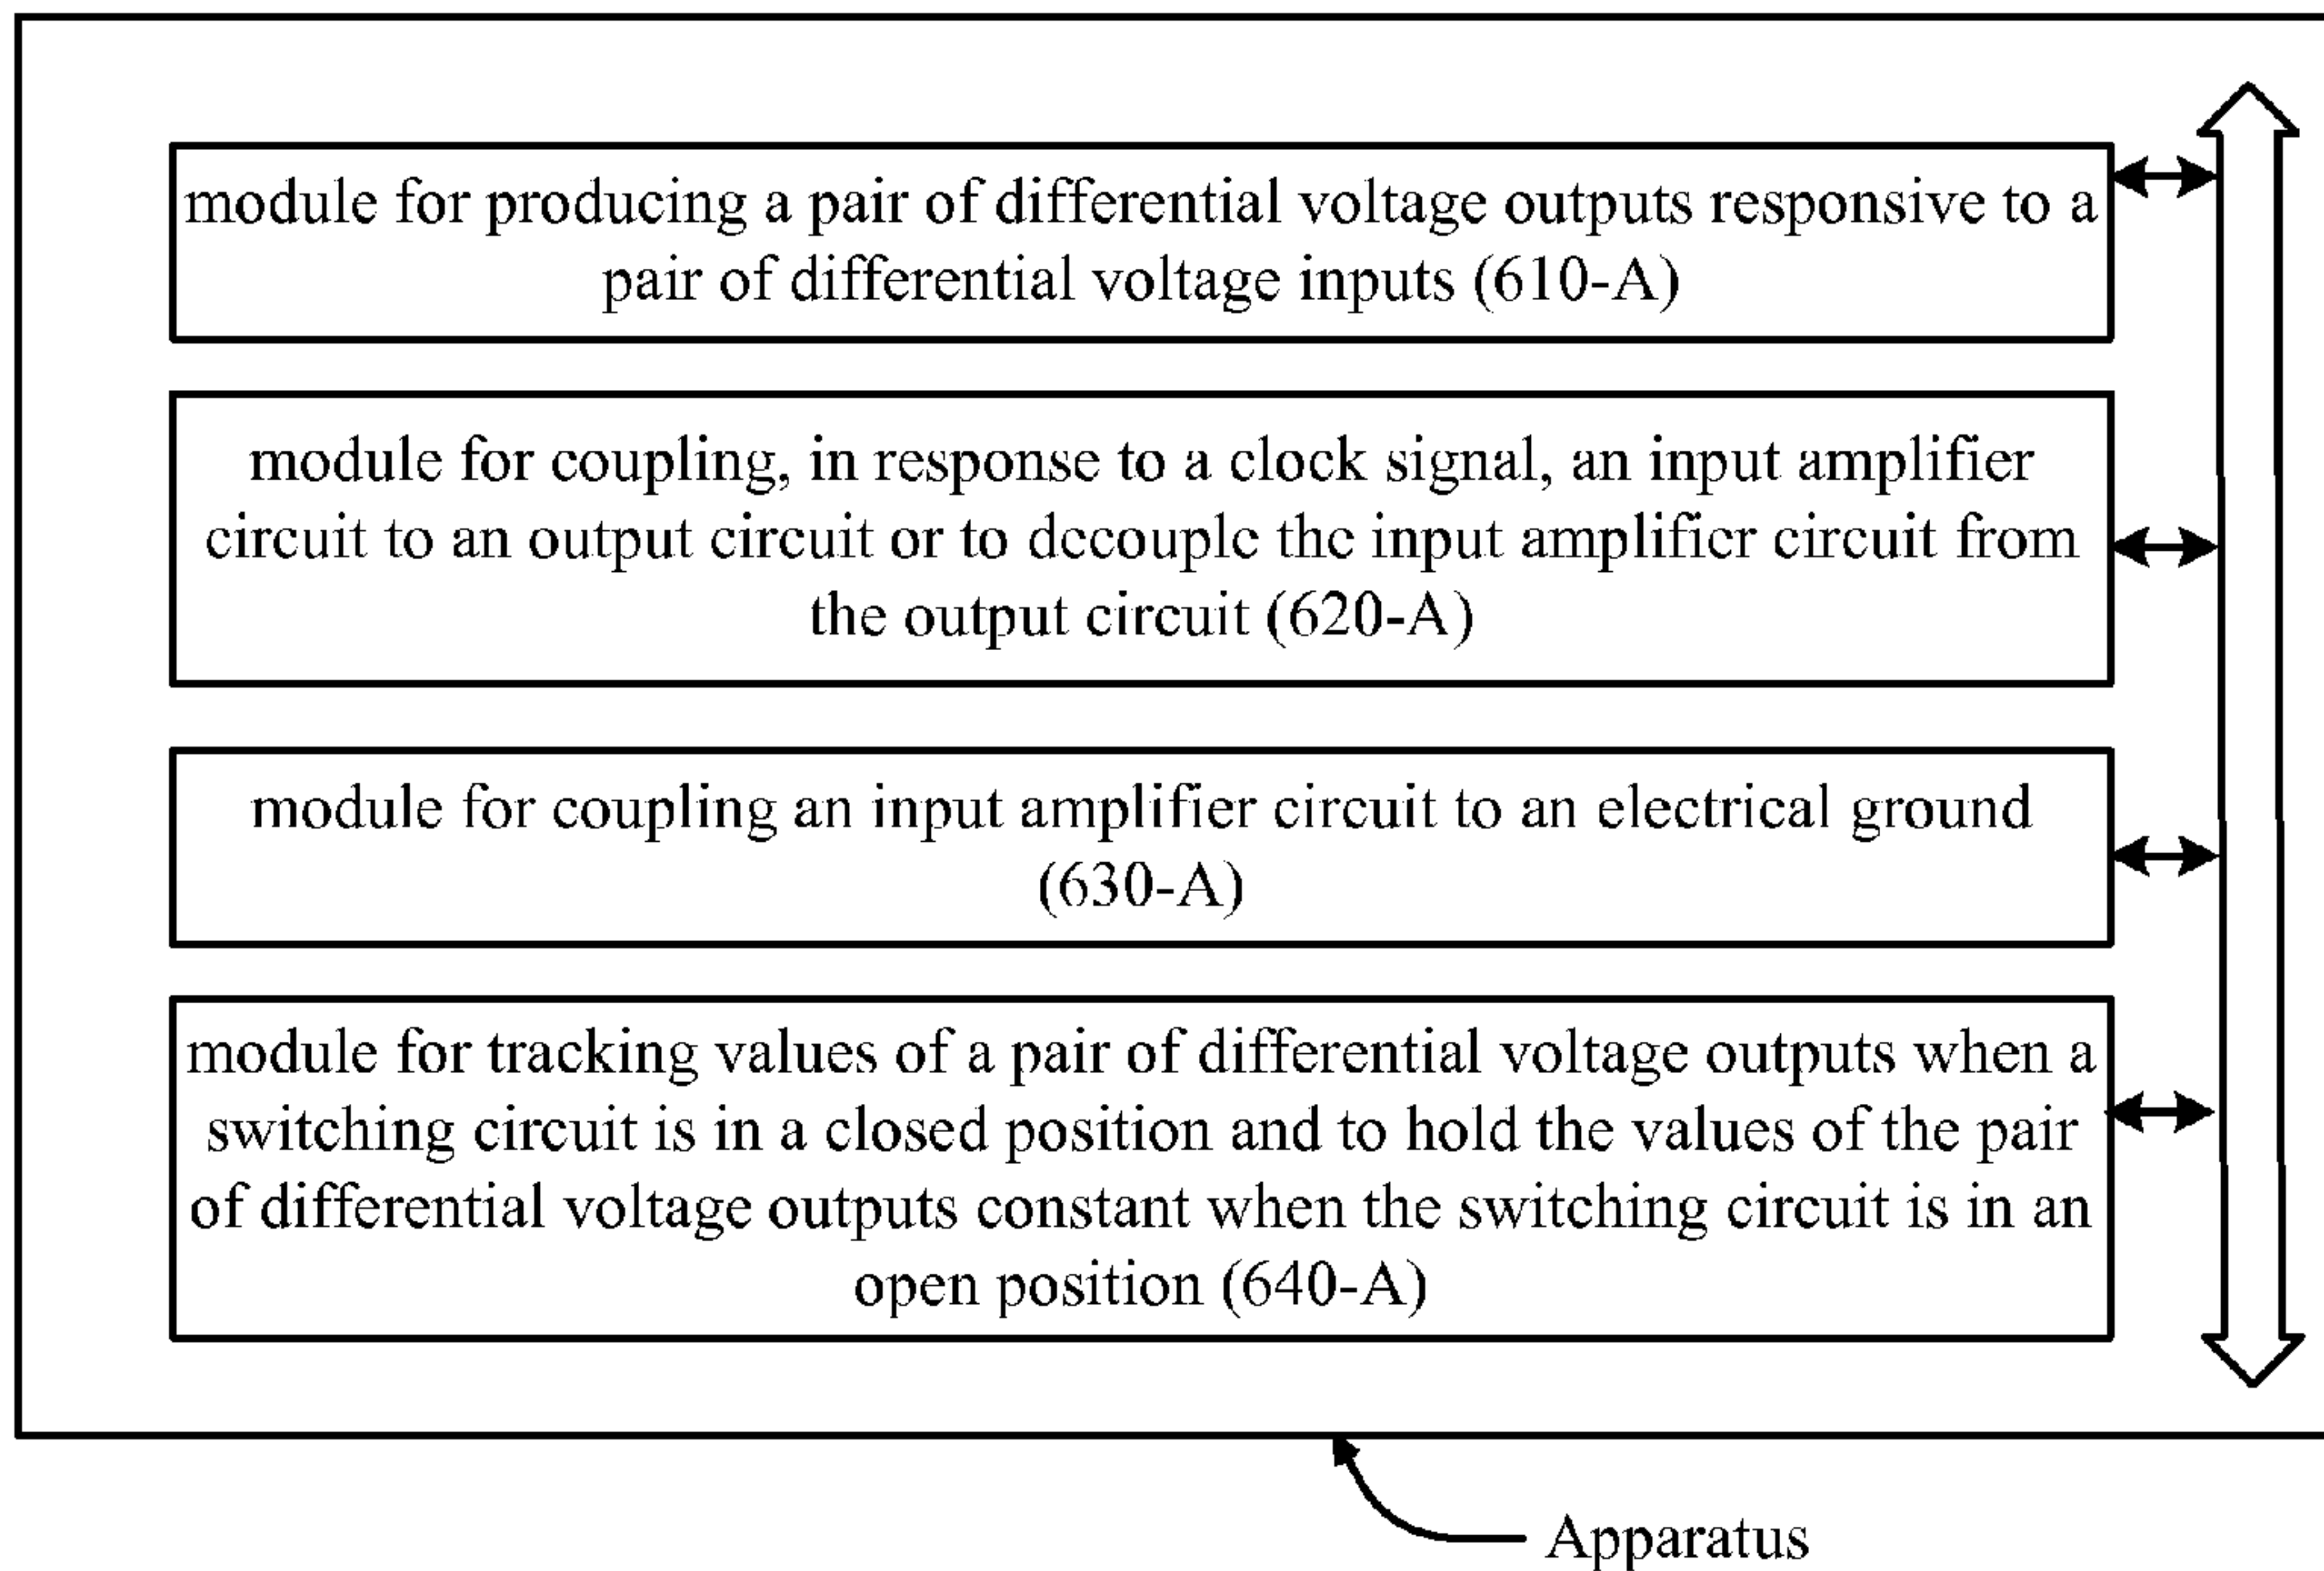 module for producing a pair of differential voltage outputs responsive to a
pair of differential voltage inputs (610-A)
module for coupling, in response to a clock signal, an input amplifier
circuit to an output circuit or to decouple the input amplifier circuit from
the output circuit (620-A)
module for coupling an input amplifier circuit to an electrical ground
(630-A)
module for tracking values of a pair of differential voltage outputs when a
switching circuit is in a closed position and to hold the values of the pair
of differential voltage outputs constant when the switching circuit is in an
open position (640-A)
Apparatus